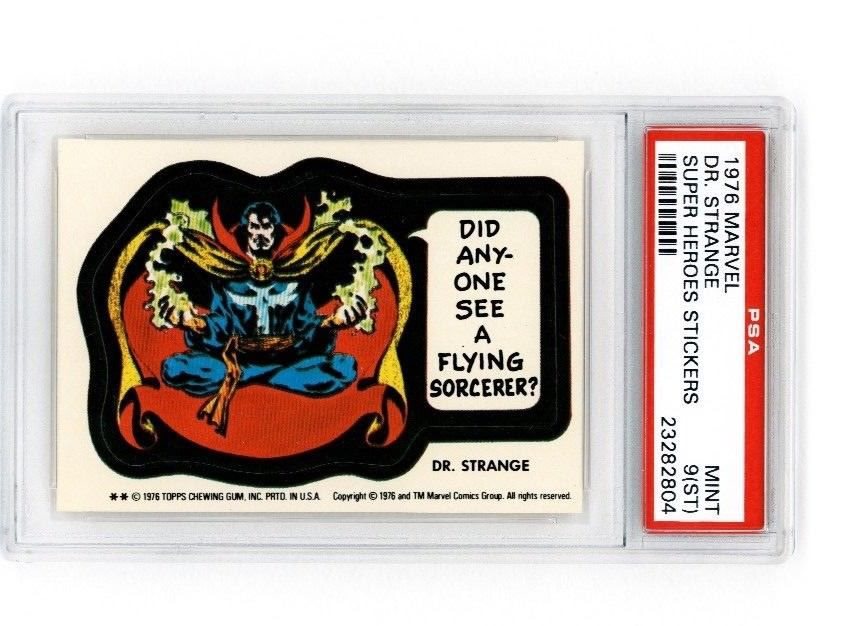 DID
ANY-
ONE
SEE
A
FLYING
SORCERER?
DR. STRANGE
** © 1976 TOPPS CHEWING GUM, INC. PRTD. IN U.S.A. Copyright © 1976 and TM Marvel Comics Group. All rights reserved.
PSA
1976 MARVEL
DR. STRANGE
SUPER HEROES STICKERS
MINT
9(ST)
23282804